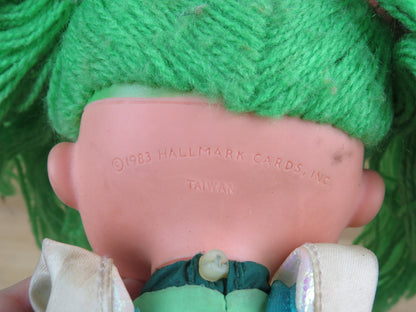 ©1983 HALLMARK CARDS, INC.
TAIWAN